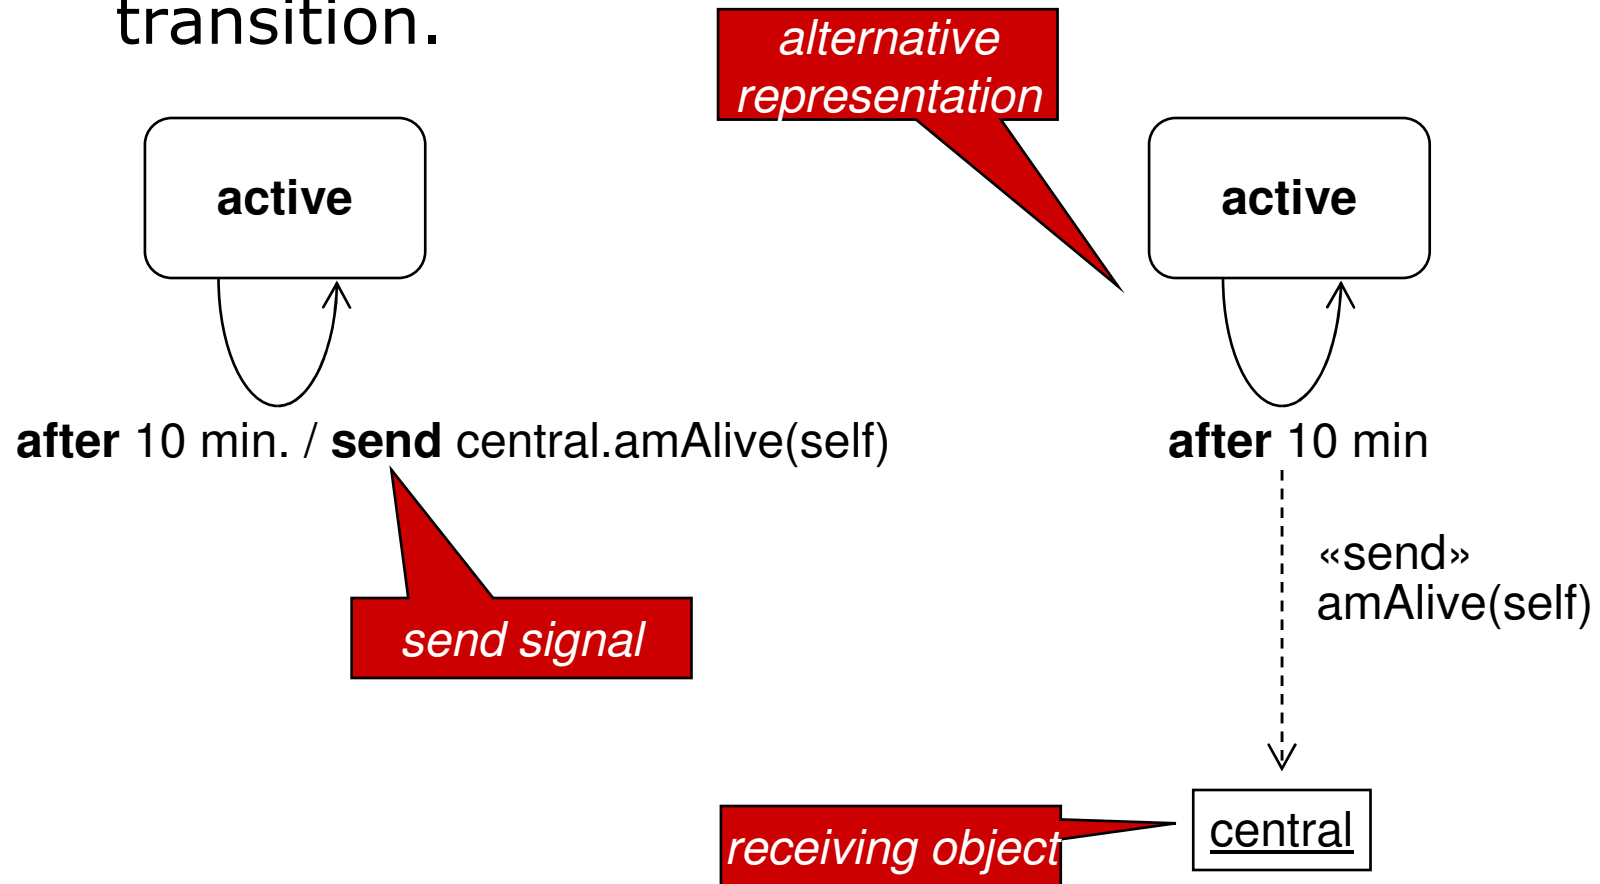 transition.
alternative
representation
active
active
after 10 min. / send central.amAlive(self)
after 10 min
«send»
amAlive(self)
send signal
receiving object
central